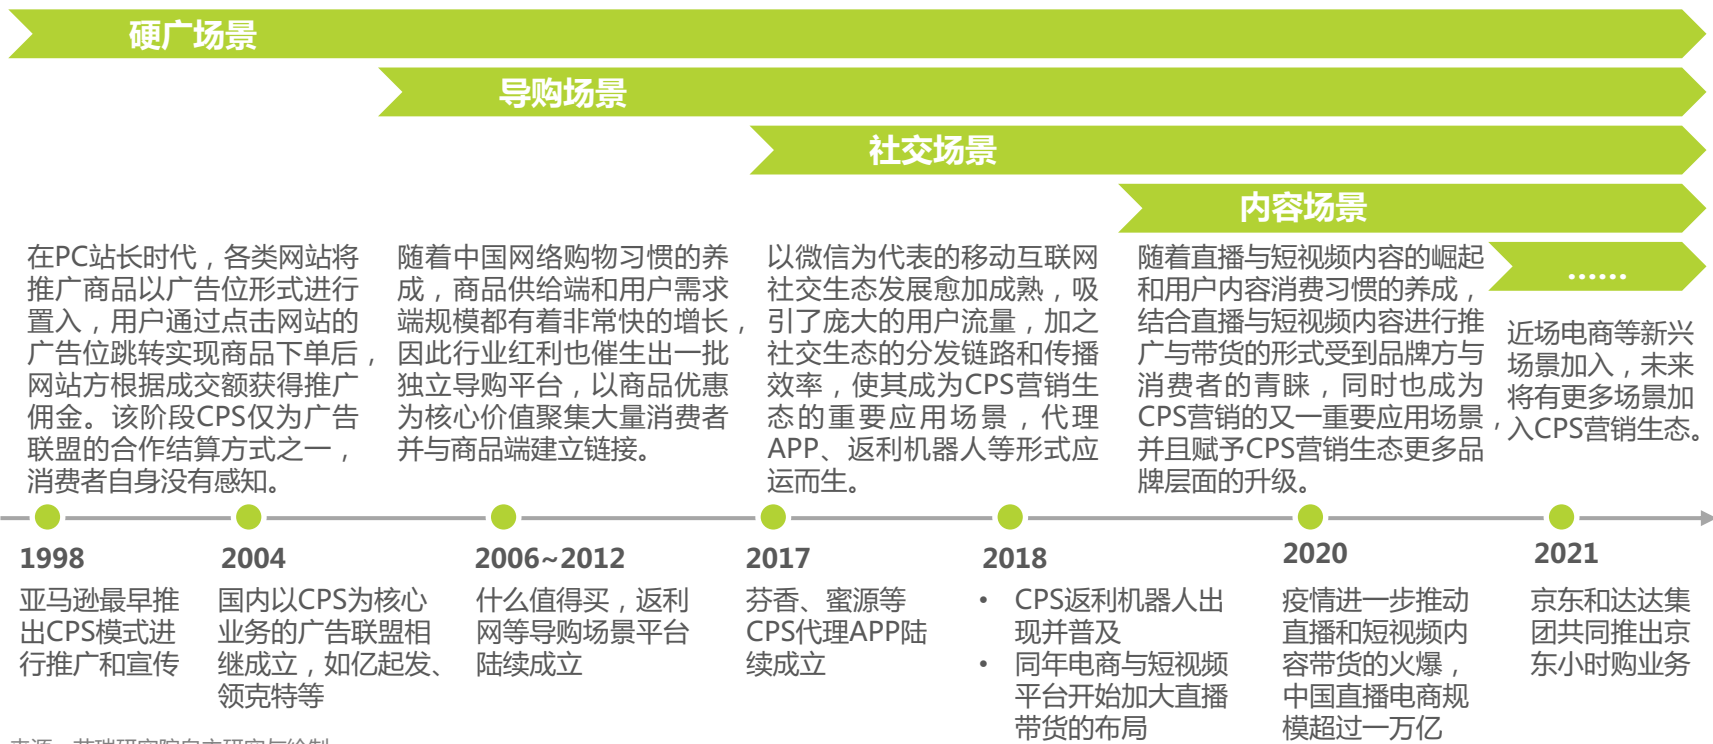 硬广场景
导购场景
社交场景
内容场景
……
在PC站长时代，各类网站将
推广商品以广告位形式进行
置入，用户通过点击网站的
广告位跳转实现商品下单后，
网站方根据成交额获得推广
佣金。该阶段CPS仅为广告
联盟的合作结算方式之一，
消费者自身没有感知。
随着中国网络购物习惯的养
成，商品供给端和用户需求
端规模都有着非常快的增长，
因此行业红利也催生出一批
独立导购平台，以商品优惠
为核心价值聚集大量消费者
并与商品端建立链接。
以微信为代表的移动互联网
社交生态发展愈加成熟，吸
引了庞大的用户流量，加之
社交生态的分发链路和传播
效率，使其成为CPS营销生
态的重要应用场景，代理
APP、返利机器人等形式应
运而生。
随着直播与短视频内容的崛起
和用户内容消费习惯的养成，
结合直播与短视频内容进行推
广与带货的形式受到品牌方与
消费者的青睐，同时也成为
CPS营销的又一重要应用场景，
并且赋予CPS营销生态更多品
牌层面的升级。
近场电商等新兴
场景加入，未来
将有更多场景加
入CPS营销生态。
1998
亚马逊最早推
出CPS模式进
行推广和宣传
2004
国内以CPS为核心
业务的广告联盟相
继成立，如亿起发、
领克特等
2006~2012
什么值得买，返利
网等导购场景平台
陆续成立
2017
芬香、蜜源等
CPS代理APP陆
续成立
2018
• CPS返利机器人出
现并普及
• 同年电商与短视频
平台开始加大直播
带货的布局
2020
疫情进一步推动
直播和短视频内
容带货的火爆，
中国直播电商规
模超过一万亿
2021
京东和达达集
团共同推出京
东小时购业务